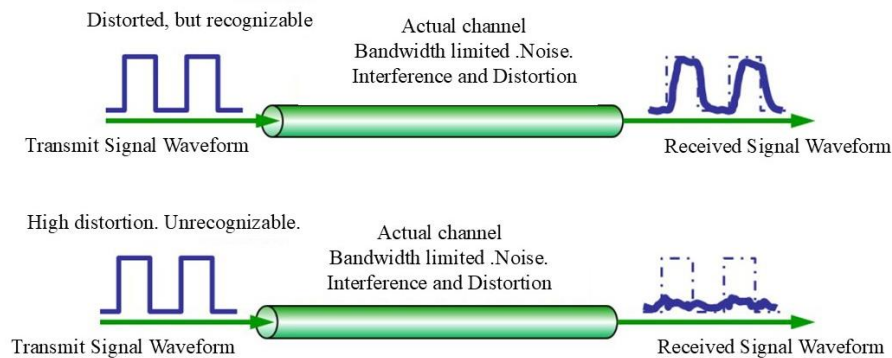 Distorted, but recognizable
Actual channel
Bandwidth limited .Noise.
Interference and Distortion
Transmit Signal Waveform
Received Signal Waveform
High distortion. Unrecognizable.
Actual channel
Bandwidth limited .Noise.
Interference and Distortion
Transmit Signal Waveform
Received Signal Waveform